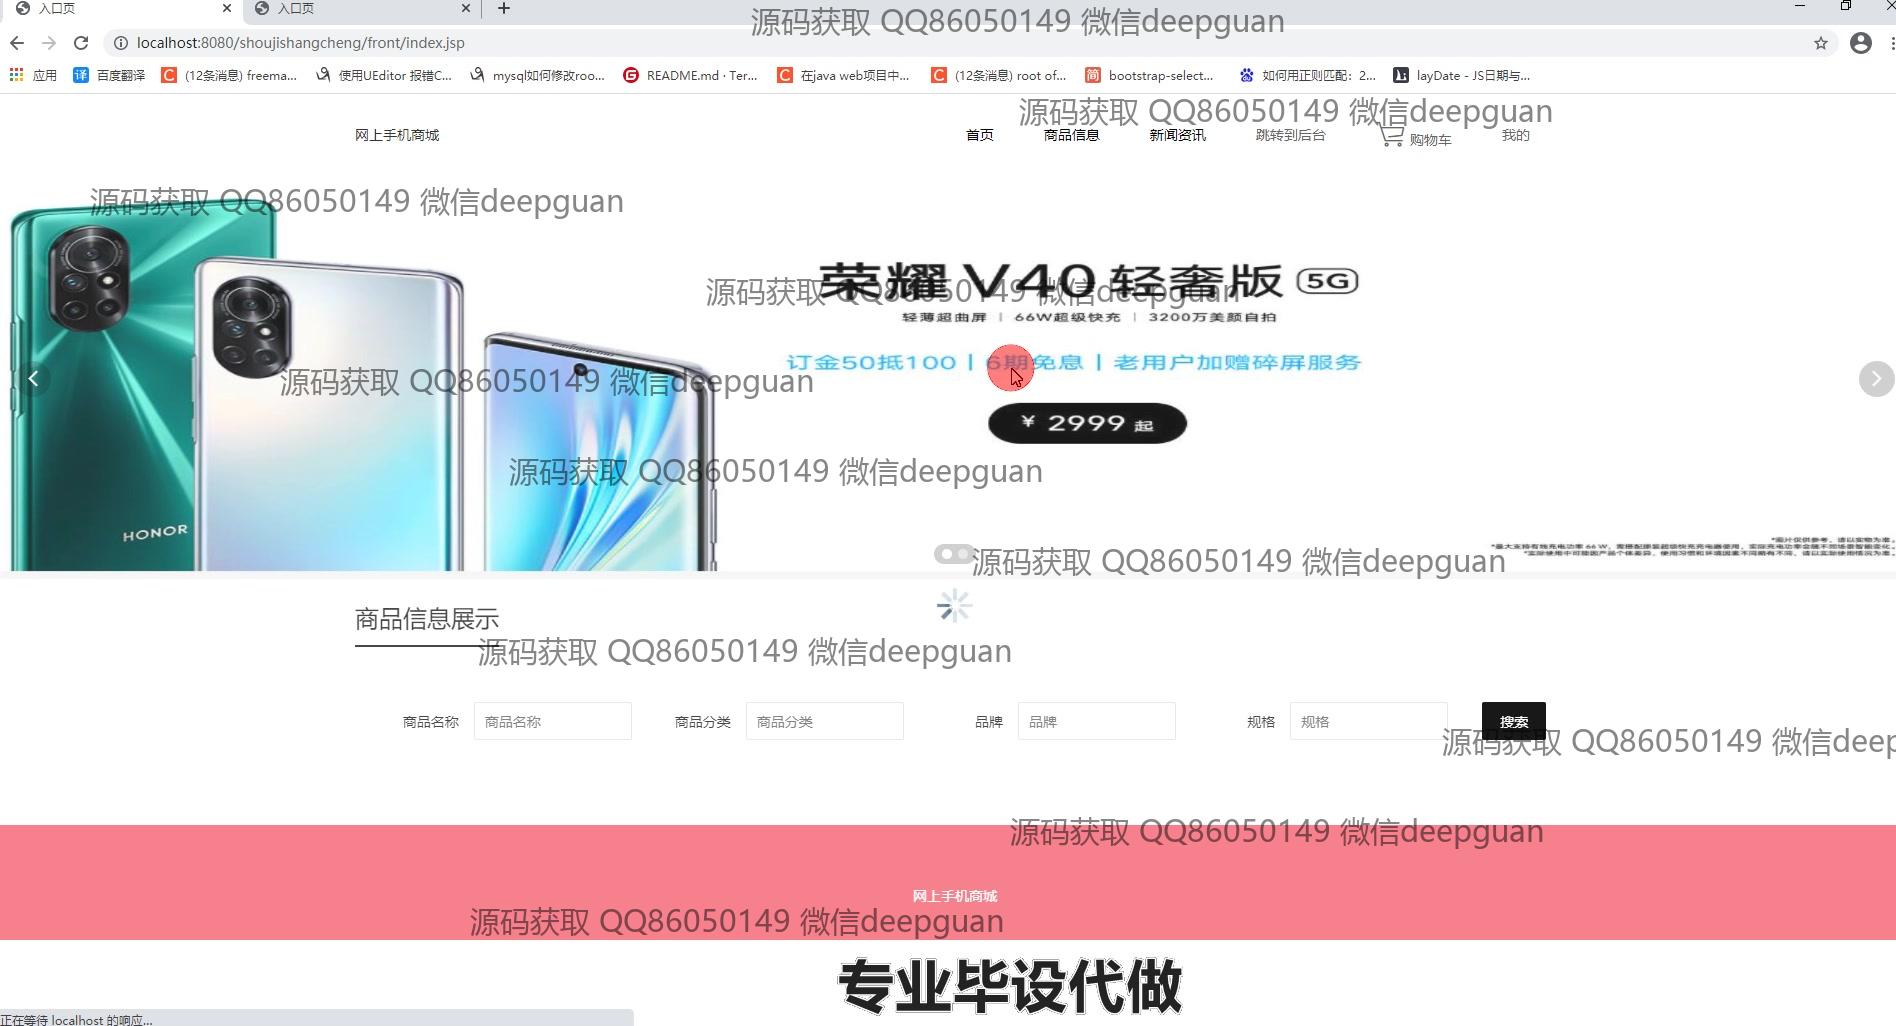 入口页
入口页
源码获取 QQ86050149 微信deepguan
localhost:8080/shoujishangcheng/front/index.jsp
应用
百度翻译
(12条消息) freema...
使用UEditor 报错C...
mysql如何修改roo...
README.md · Ter...
在java web项目中...
(12条消息) root of...
bootstrap-select...
如何用正则匹配：2...
layDate - JS日期与...
源码获取 QQ86050149 微信deepguan
网上手机商城
首页
商品信息
新闻资讯
跳转到后台
购物车
我的
源码获取 QQ86050149 微信deepguan
荣耀 V40 轻奢版 5G
源码获取 QQ86050149 微信deepguan
轻薄超曲屏 | 66W超级快充 | 3200万美颜自拍
订金50抵100 | 6期免息 | 老用户加赠碎屏服务
源码获取 QQ86050149 微信deepguan
¥ 2999 起
源码获取 QQ86050149 微信deepguan
HONOR
*图片仅供参考，请以实物为准。
源码获取 QQ86050149 微信deepguan
商品信息展示
源码获取 QQ86050149 微信deepguan
商品名称 商品名称 商品分类 商品分类 品牌 品牌 规格 规格 搜索
源码获取 QQ86050149 微信deep
源码获取 QQ86050149 微信deepguan
网上手机商城
源码获取 QQ86050149 微信deepguan
专业毕设代做
正在等待 localhost 的响应...